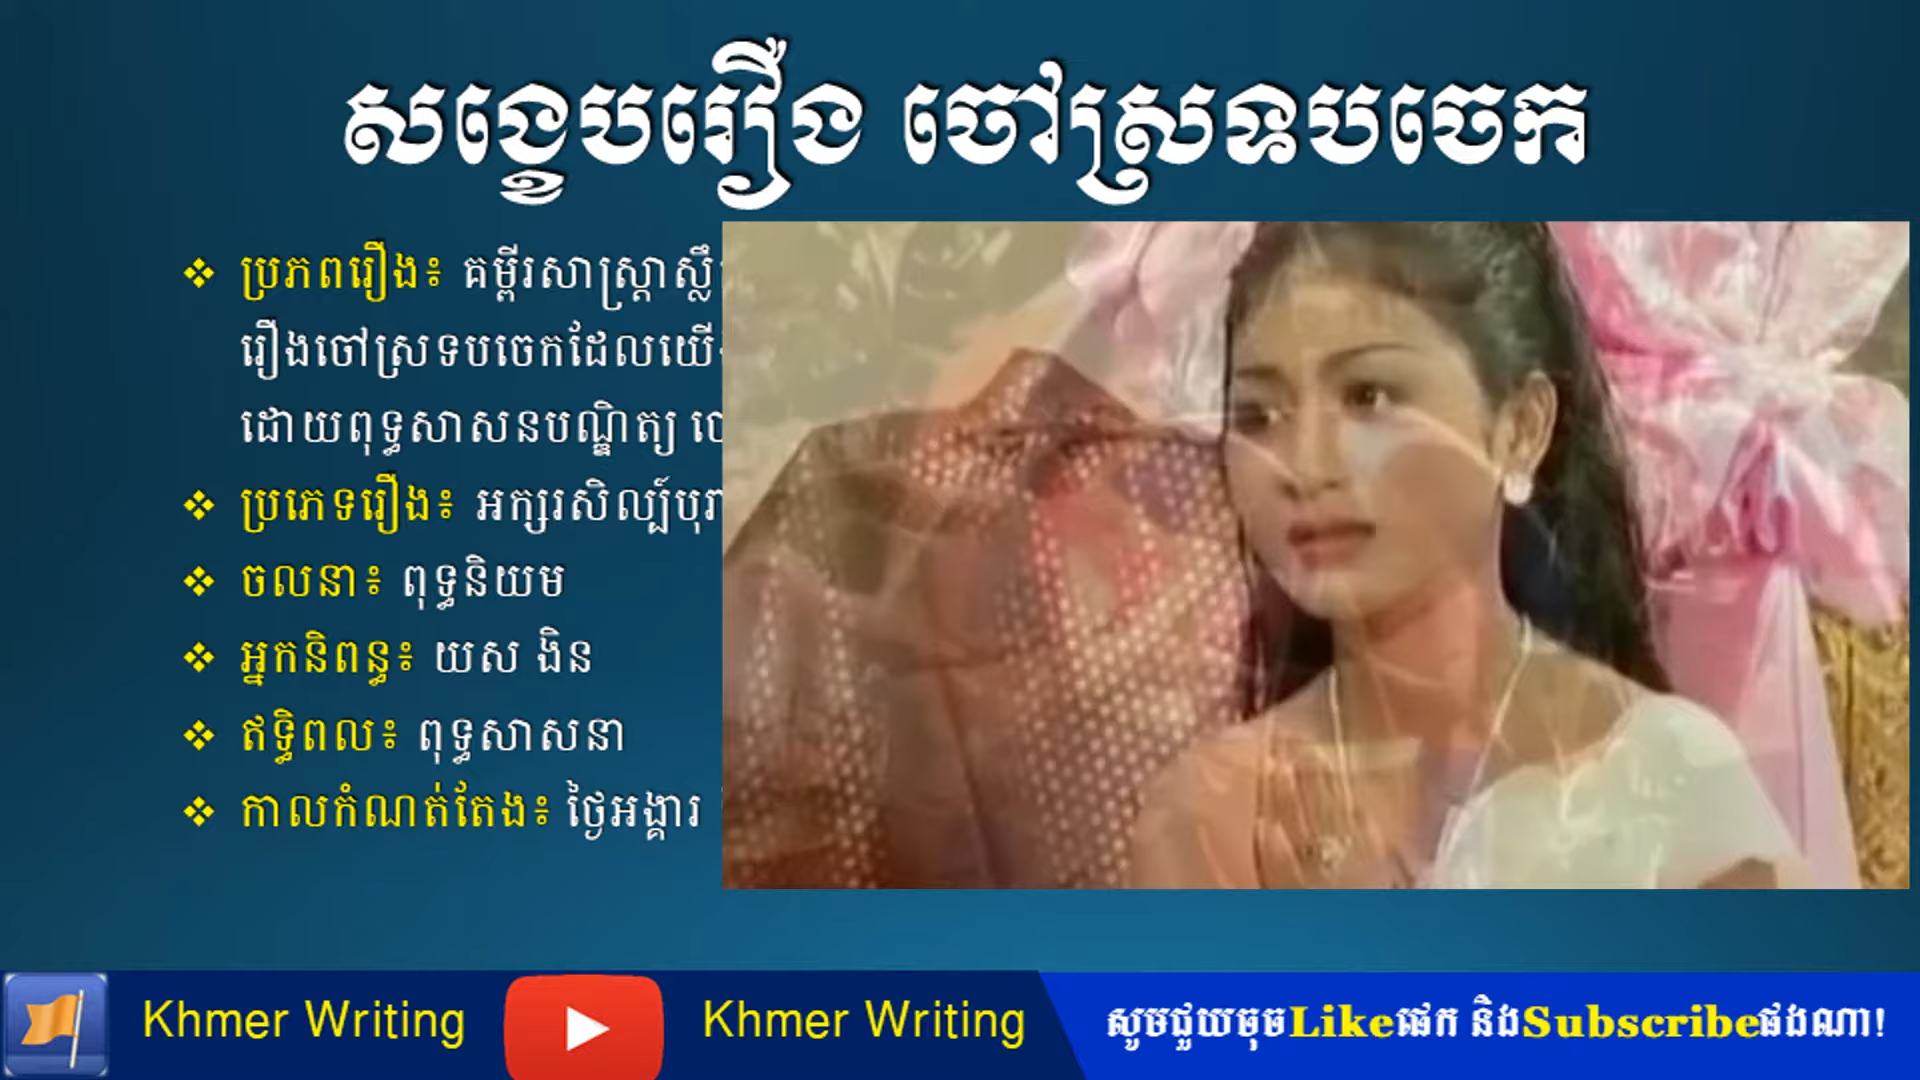 សង្ខេបរឿង ចៅស្រទបចេក
ប្រភពរឿង៖ គម្ពីរសាស្ត្រាស្លឹ
រឿងចៅស្រទបចេកដែលយើ
ដោយពុទ្ធសាសនបណ្ឌិត្យ
ប្រភេទរឿង៖ អក្សរសិល្ប៍បុរា
ចលនា៖ ពុទ្ធនិយម
អ្នកនិពន្ធ៖ យស ងិន
ឥទ្ធិពល៖ ពុទ្ធសាសនា
កាលកំណត់តែង៖ ថ្ងៃអង្គារ
Khmer Writing
Khmer Writing
សូមជួយចុចLikeផេក និងSubscribeផងណា!